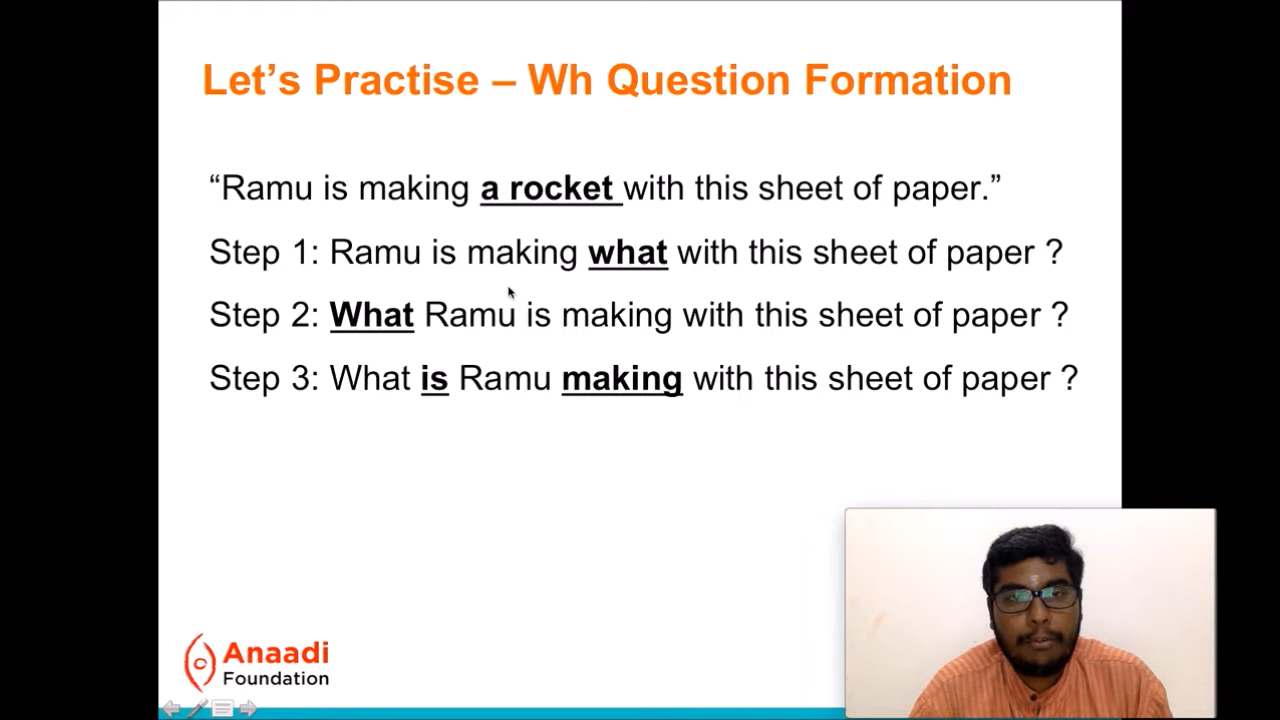 Let's Practise – Wh Question Formation
“Ramu is making a rocket with this sheet of paper.”
Step 1: Ramu is making what with this sheet of paper ?
Step 2: What Ramu is making with this sheet of paper ?
Step 3: What is Ramu making with this sheet of paper ?
Anaadi
Foundation